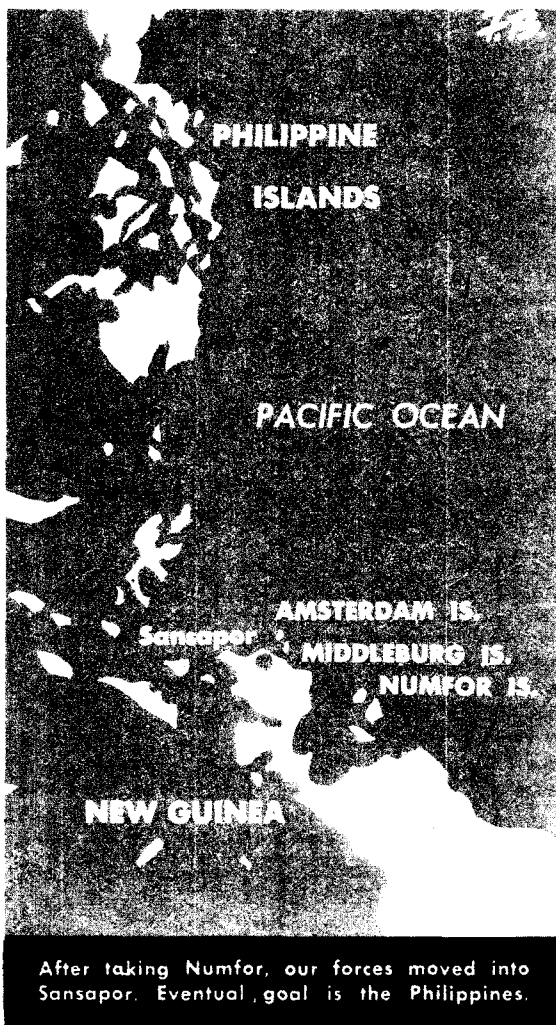 PHILIPPINE
ISLANDS
PACIFIC OCEAN
AMSTERDAM IS.
Sansapor
MIDDLEBURG IS.
NUMFOR IS.
NEW GUINEA
After taking Numfor, our forces moved into
Sansapor. Eventual goal is the Philippines.